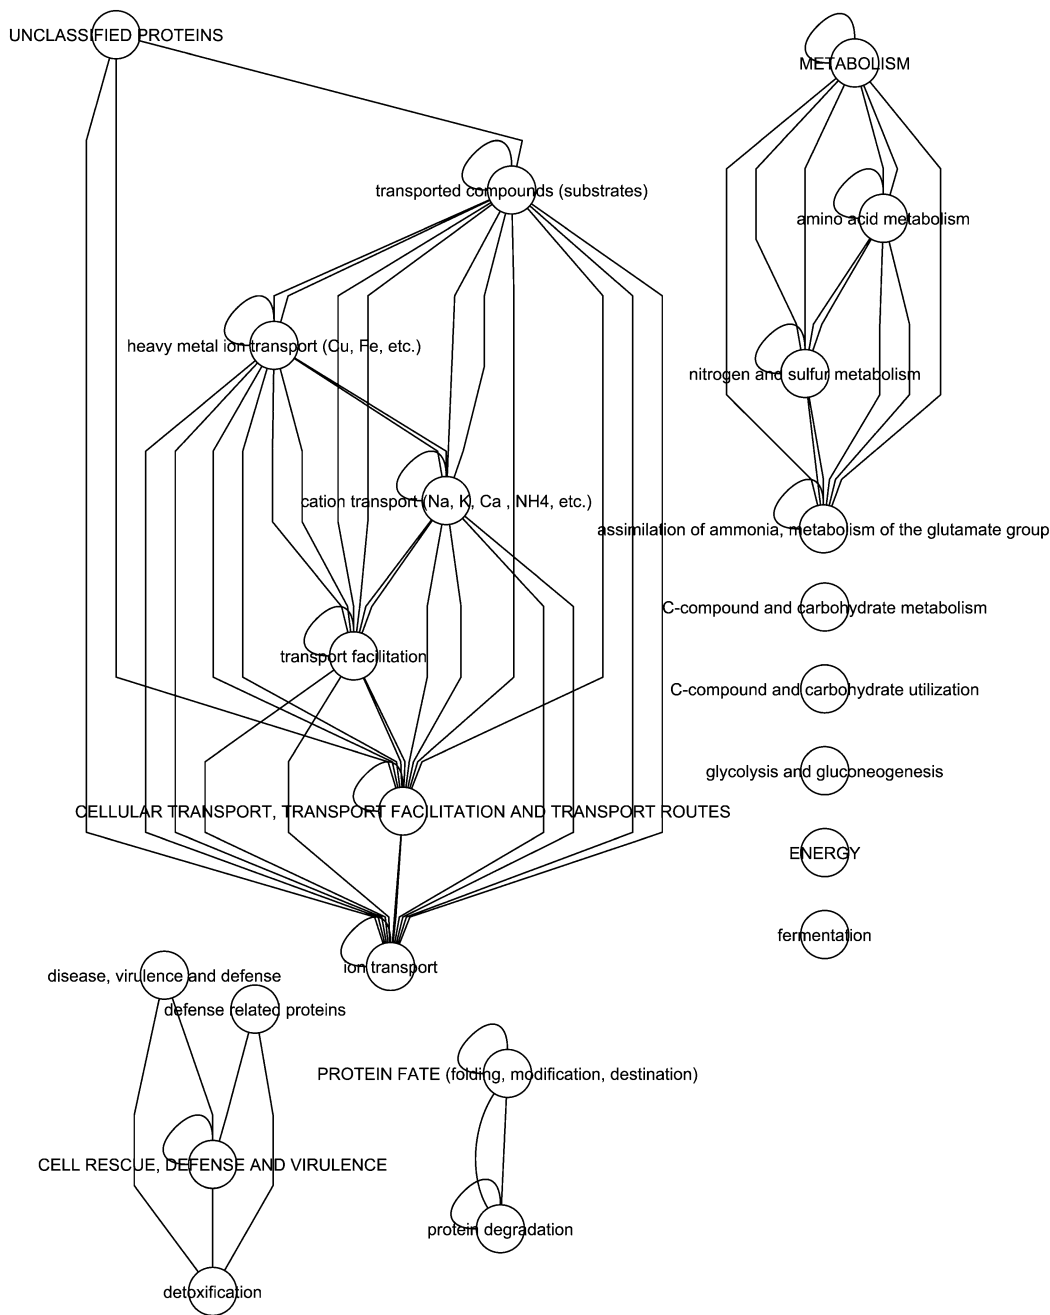 UNCLASSIFIED PROTEINS
METABOLISM
transported compounds (substrates)
amino acid metabolism
heavy metal ion transport (Cu, Fe, etc.)
nitrogen and sulfur metabolism
cation transport (Na, K, Ca , NH4, etc.)
assimilation of ammonia, metabolism of the glutamate group
C-compound and carbohydrate metabolism
transport facilitation
C-compound and carbohydrate utilization
glycolysis and gluconeogenesis
CELLULAR TRANSPORT, TRANSPORT FACILITATION AND TRANSPORT ROUTES
ENERGY
fermentation
ion transport
disease, virulence and defense
defense related proteins
PROTEIN FATE (folding, modification, destination)
CELL RESCUE, DEFENSE AND VIRULENCE
protein degradation
detoxification